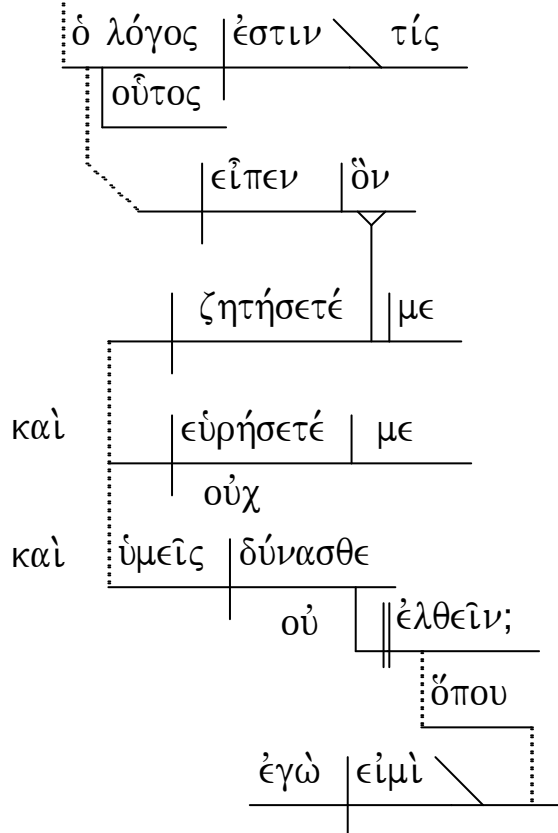 ὁ λόγος ἐστιν τίς
οὗτος
εἶπεν ὃν
ζητήσετέ με
καὶ εὑρήσετέ με
οὐχ
καὶ ὑμεῖς δύνασθε
οὐ ἐλθεῖν;
ὅπου
ἐγὼ εἰμὶ